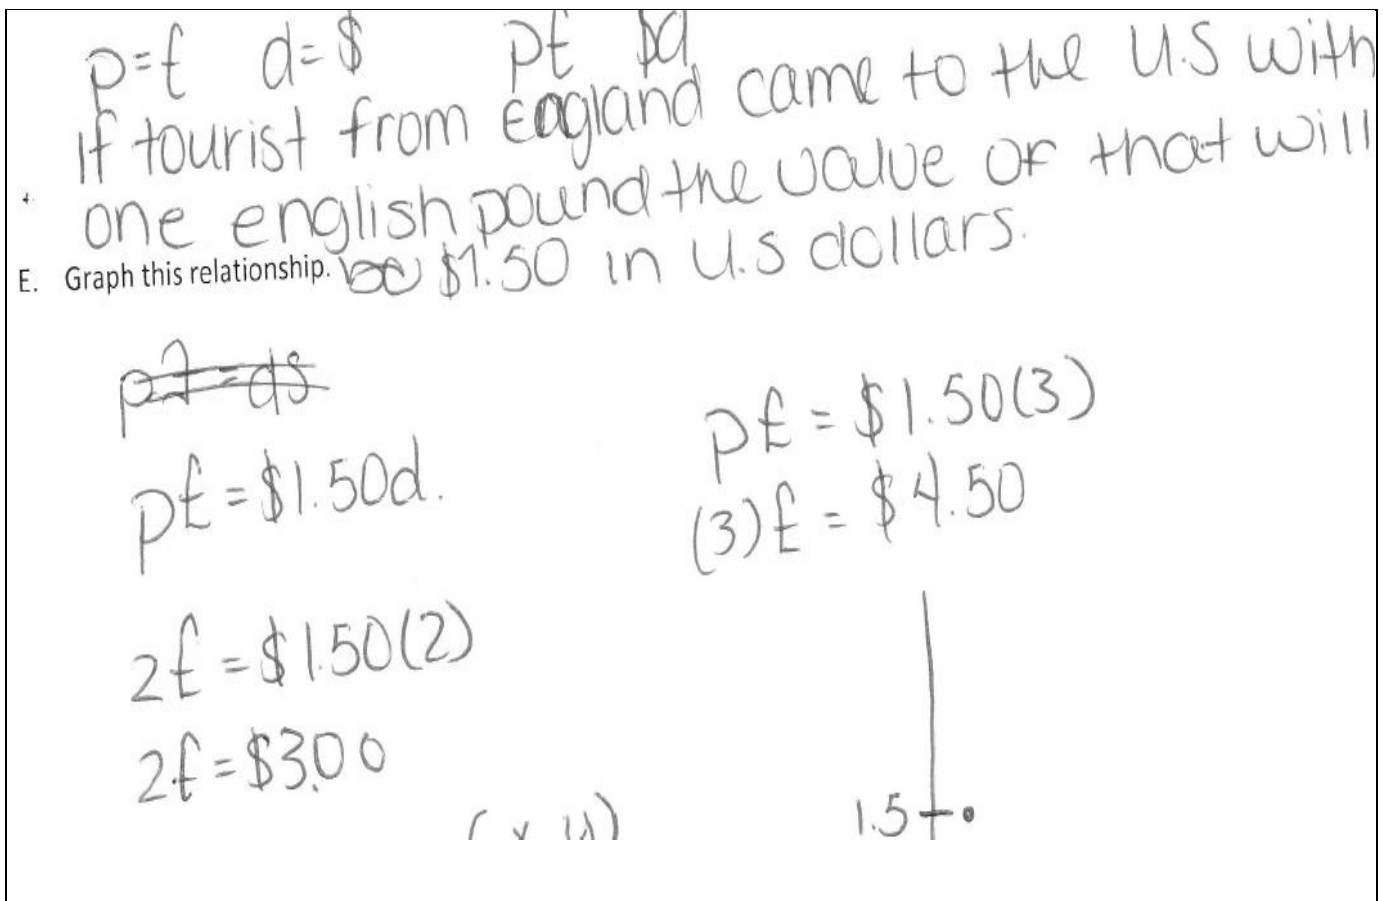 p=£ d=$ p£ $d
If tourist from England came to the U.S with
one english pound the value of that will
E. Graph this relationship. be $1.50 in U.S dollars.
p£=d$
p£=$1.50d.
p£=$1.50(3)
(3)£=$4.50
2£=$1.50(2)
2£=$3.00
(x y)
1.5